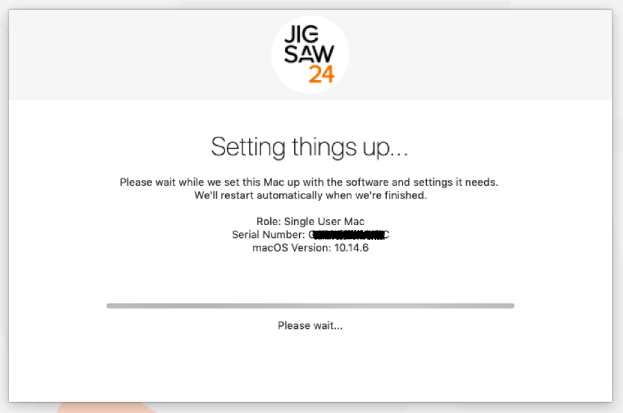 JIG
SAW
24
Setting things up...
Please wait while we set this Mac up with the software and settings it needs.
We'll restart automatically when we're finished.
Role: Single User Mac
Serial Number:
macOS Version: 10.14.6
Please wait...